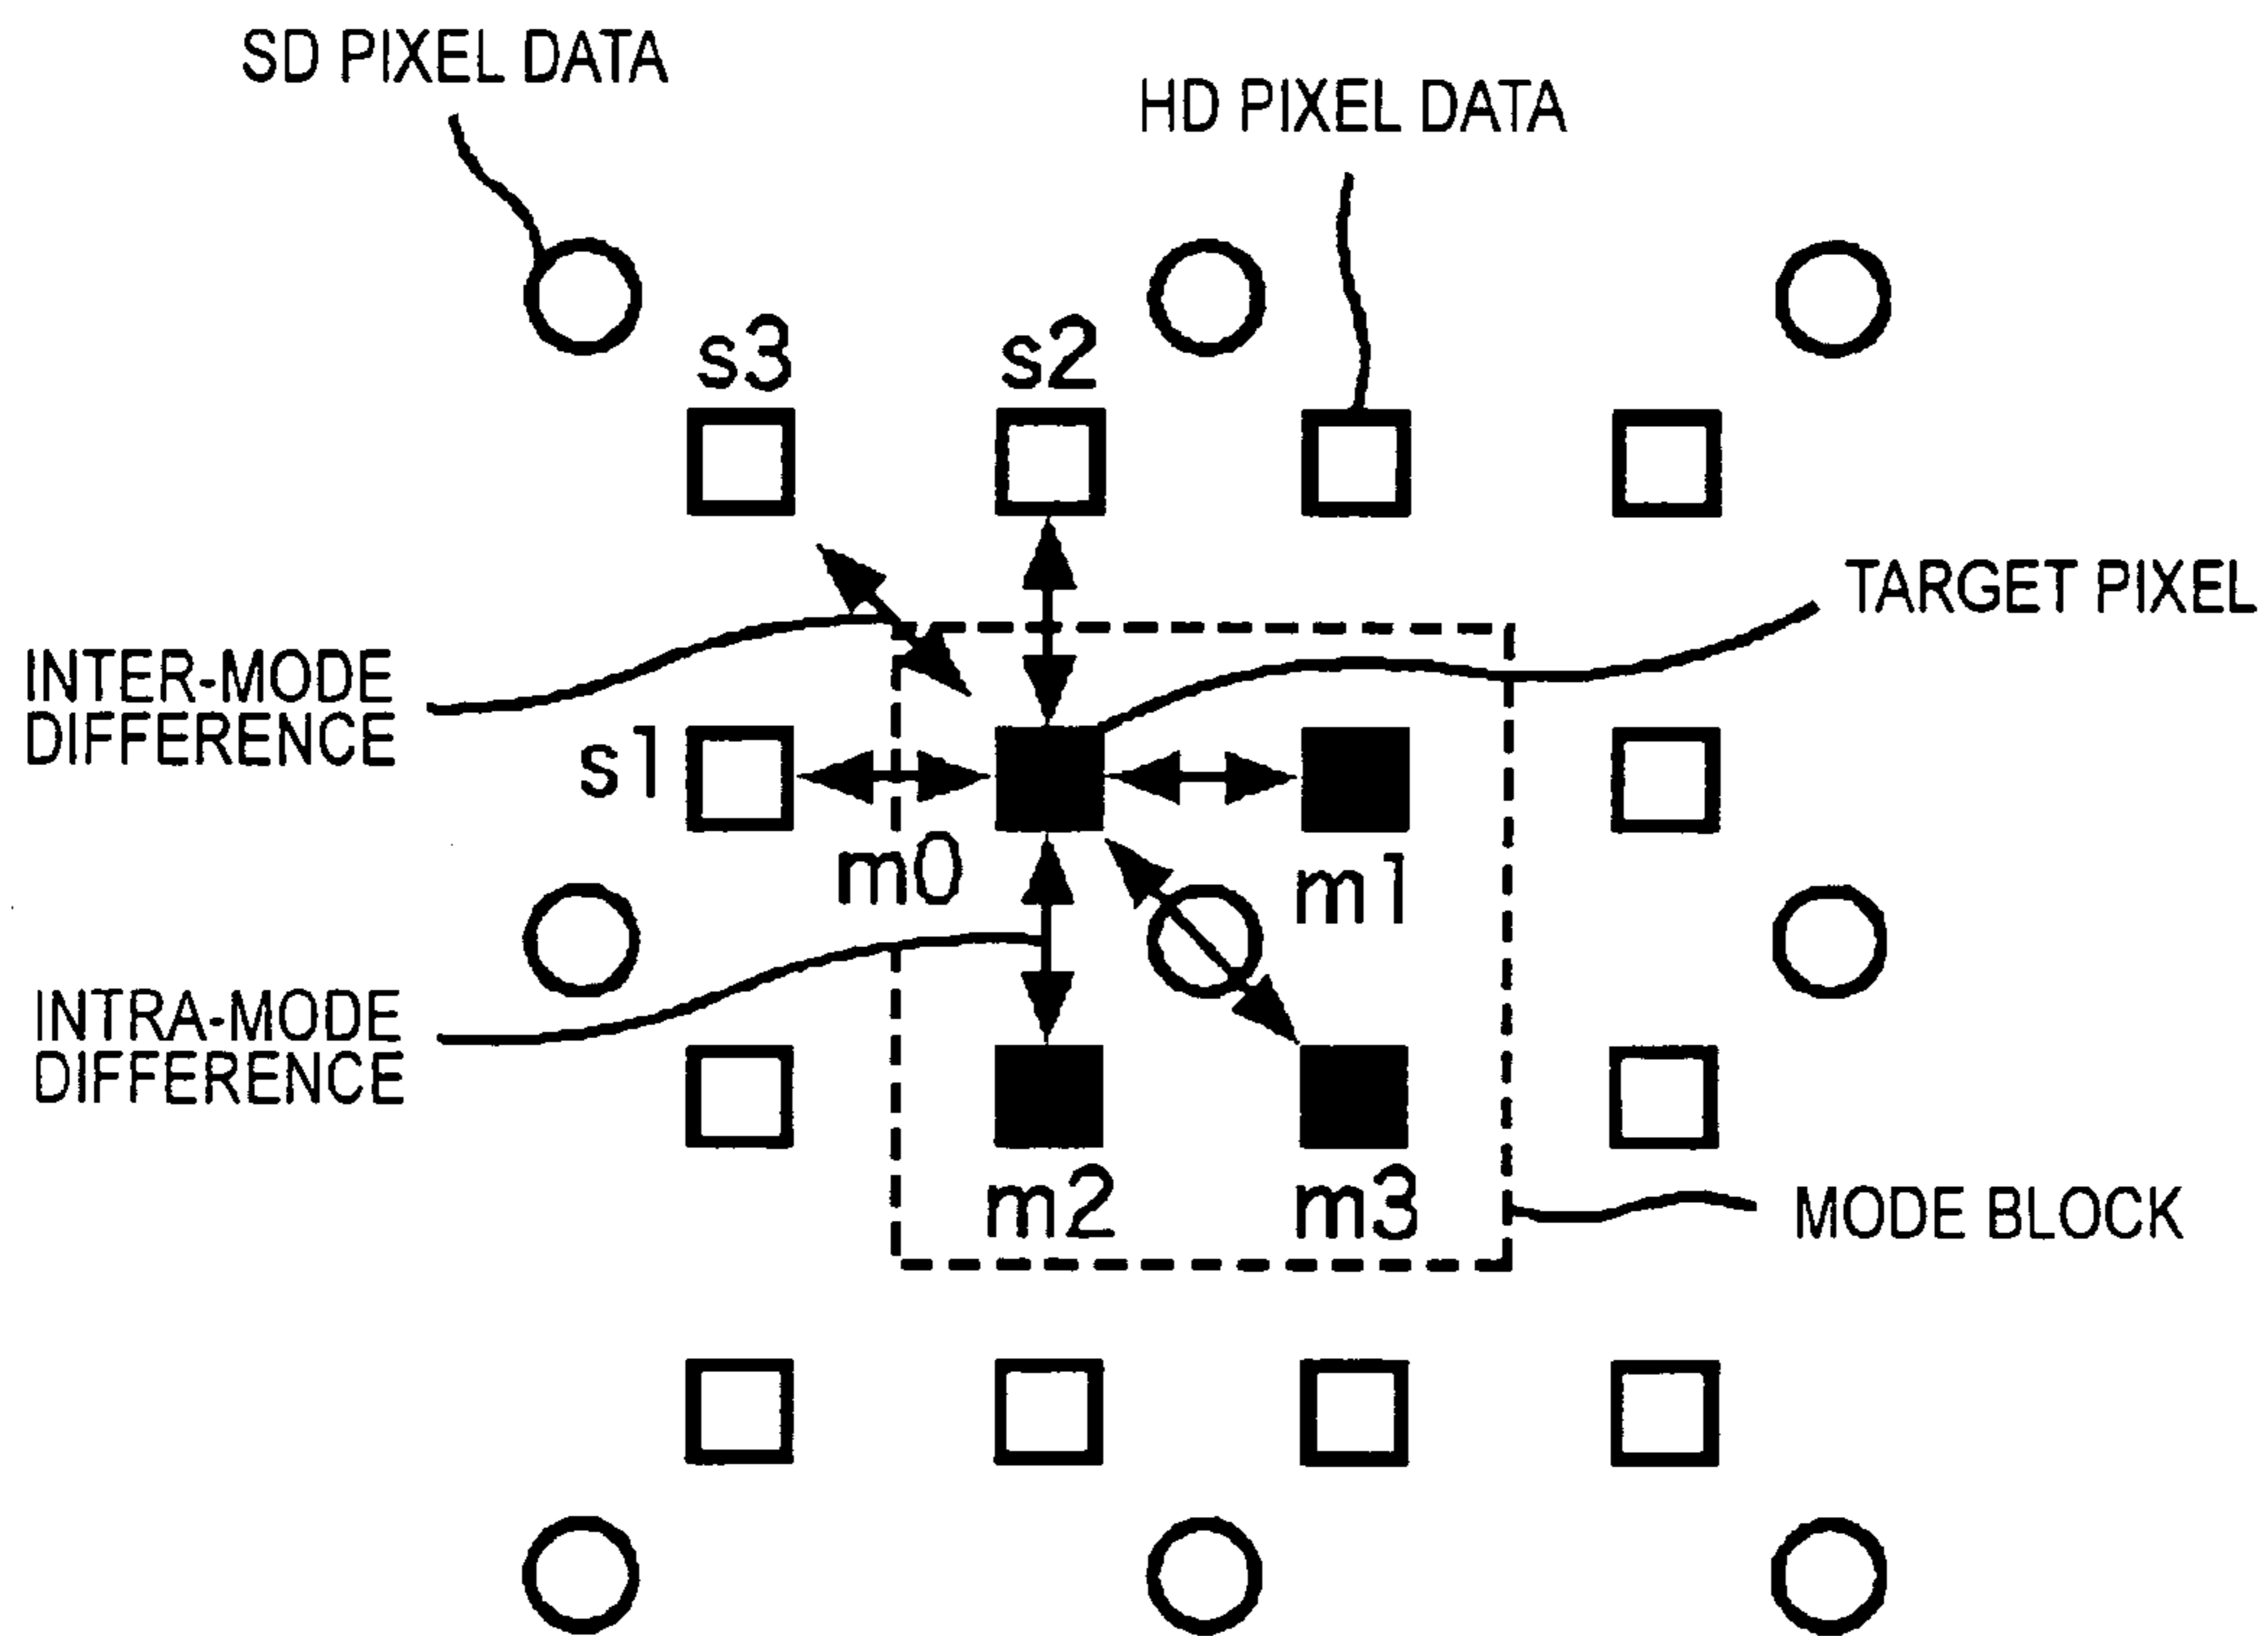 SD PIXEL DATA
HD PIXEL DATA
s3
s2
TARGET PIXEL
INTER-MODE
DIFFERENCE
s1
m0
m1
INTRA-MODE
DIFFERENCE
m2
m3
MODE BLOCK